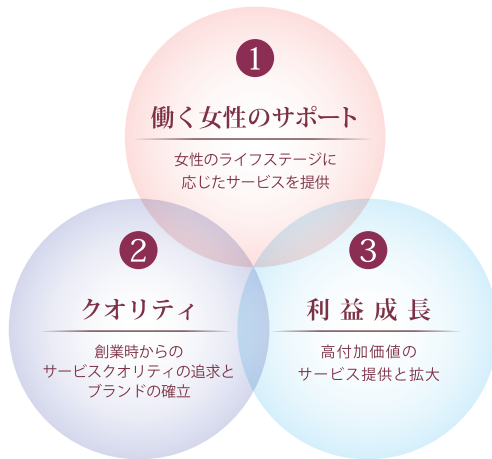 1
働く女性のサポート
女性のライフステージに
応じたサービスを提供
2
クオリティ
創業時からの
サービスクオリティの追求と
ブランドの確立
3
利益成長
高付加価値の
サービス提供と拡大